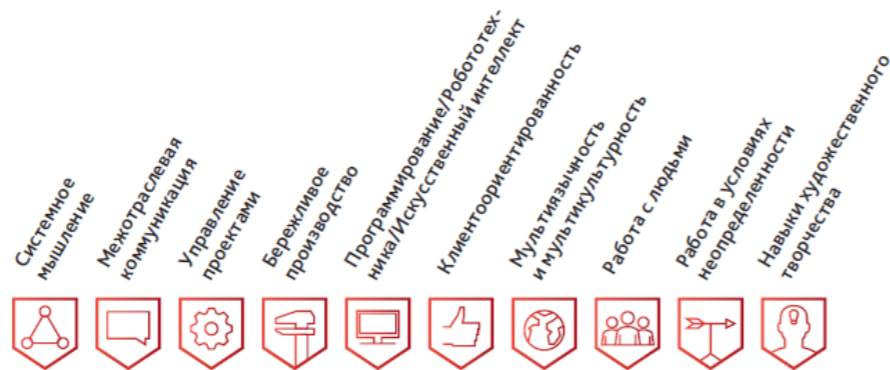 Системное
мышление
Межотраслевая
коммуникация
Управление
проектами
Бережливое
производство
Программирование/Робототех-
ника/Искусственный интеллект
Клиентоориентированность
Мультиязычность
и мультикультурность
Работа с людьми
Работа в условиях
неопределенности
Навыки художественного
творчества